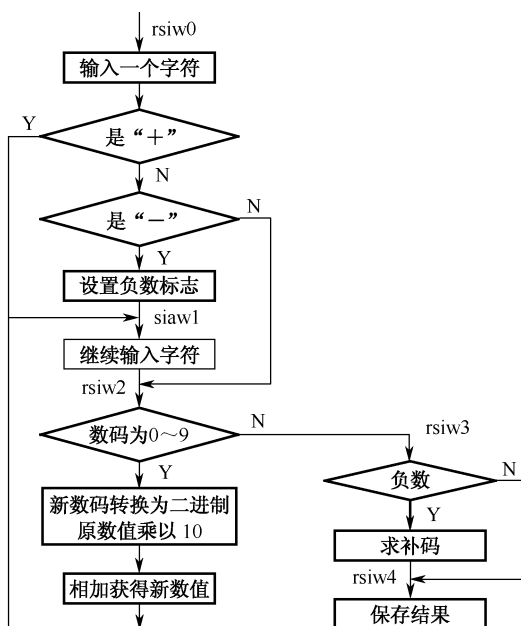 rsiw0
输入一个字符
Y
是“＋”
N
是“－”
N
Y
设置负数标志
siaw1
继续输入字符
rsiw2
数码为0～9
N
rsiw3
Y
负数
N
新数码转换为二进制
原数值乘以10
Y
求补码
相加获得新数值
rsiw4
保存结果